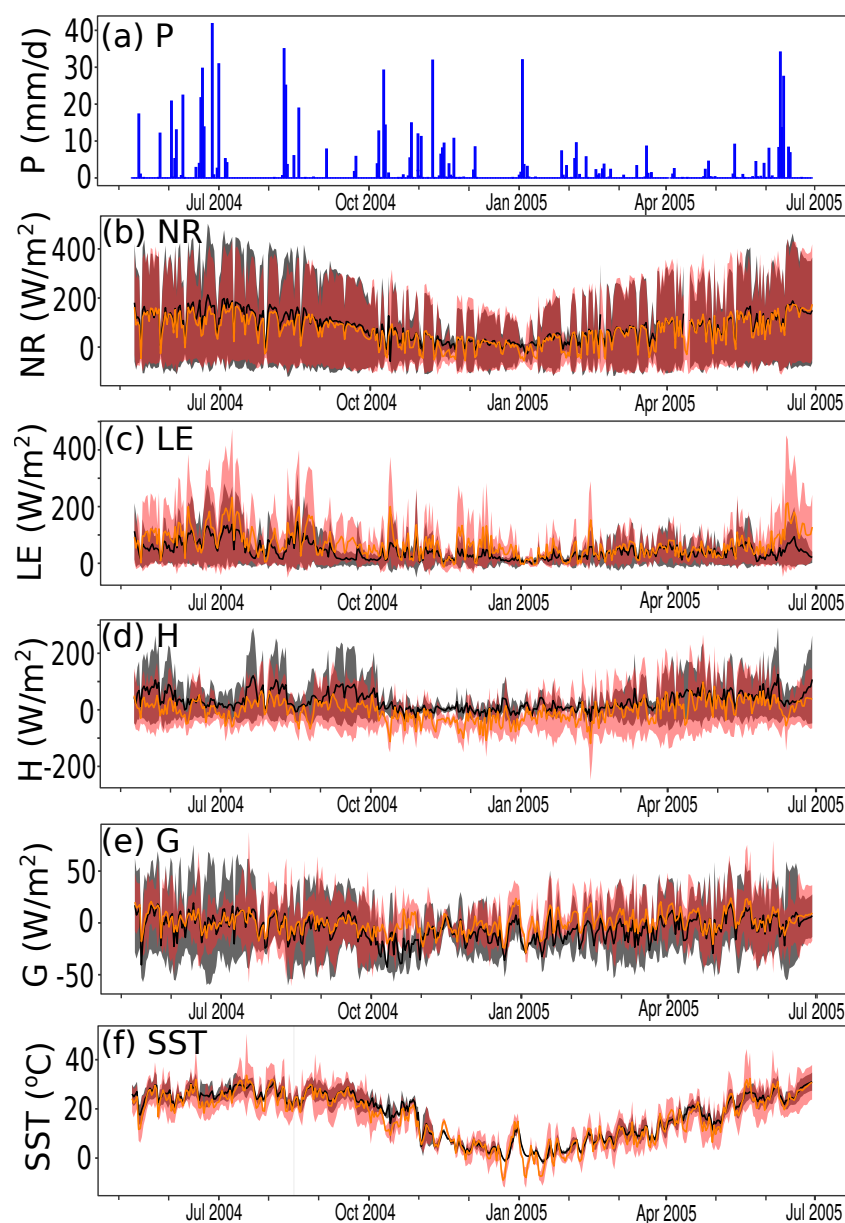 (a) P
P (mm/d)
40
30
20
10
0
Jul 2004
Oct 2004
Jan 2005
Apr 2005
Jul 2005
(b) NR
NR (W/m²)
400
200
0
Jul 2004
Oct 2004
Jan 2005
Apr 2005
Jul 2005
(c) LE
LE (W/m²)
400
200
0
Jul 2004
Oct 2004
Jan 2005
Apr 2005
Jul 2005
(d) H
H (W/m²)
200
0
-200
Jul 2004
Oct 2004
Jan 2005
Apr 2005
Jul 2005
(e) G
G (W/m²)
50
0
-50
Jul 2004
Oct 2004
Jan 2005
Apr 2005
Jul 2005
(f) SST
SST (ºC)
40
20
0
Jul 2004
Oct 2004
Jan 2005
Apr 2005
Jul 2005